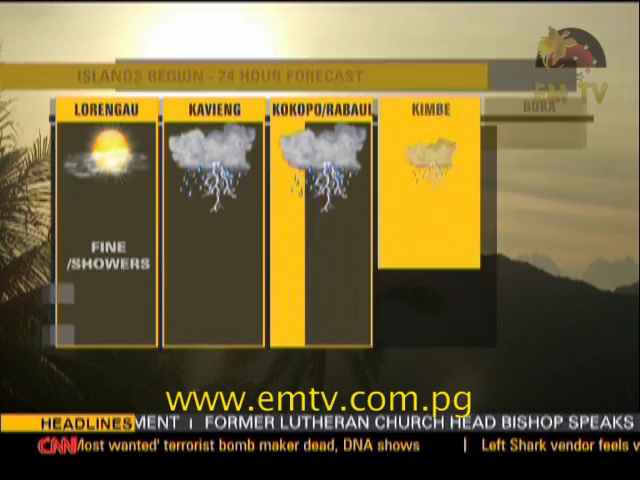 ISLANDS REGION - 24 HOUR FORECAST
EM TV
LORENGAU
KAVIENG
KOKOPO/RABAUL
KIMBE
BUKA
FINE
/SHOWERS
www.emtv.com.pg
HEADLINES MENT | FORMER LUTHERAN CHURCH HEAD BISHOP SPEAKS
CNN Most wanted' terrorist bomb maker dead, DNA shows | Left Shark vendor feels